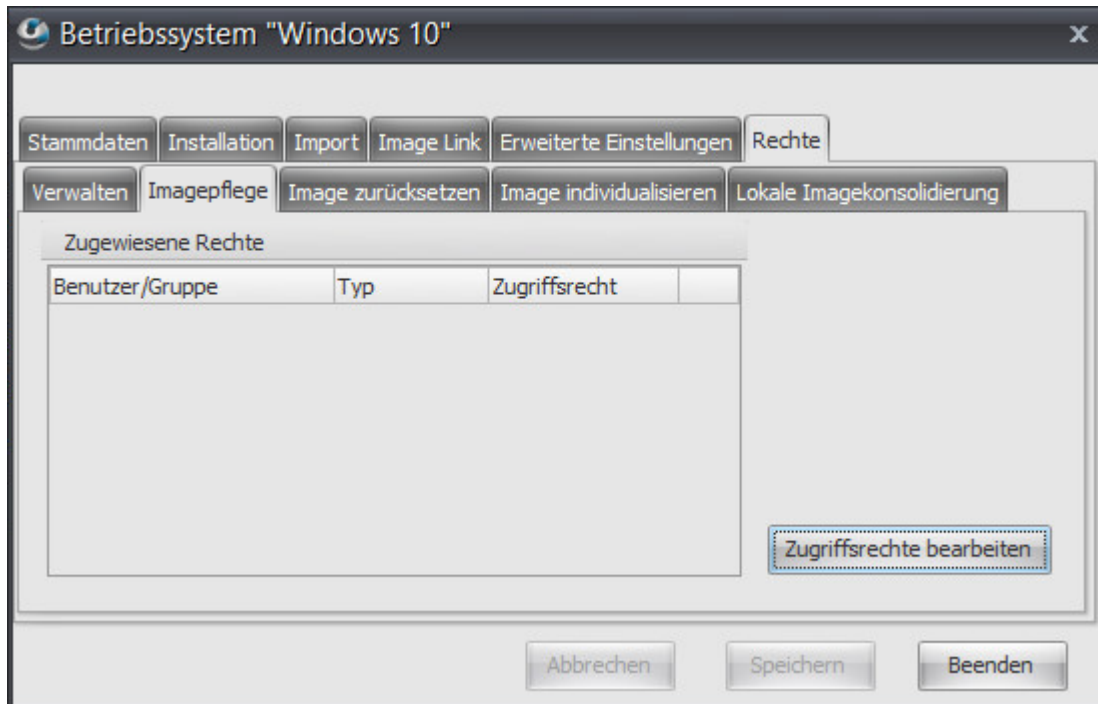 Betriebssystem "Windows 10"
x
Stammdaten Installation Import Image Link Erweiterte Einstellungen Rechte
Verwalten Imagepflege Image zurücksetzen Image individualisieren Lokale Imagekonsolidierung
Zugewiesene Rechte
Benutzer/Gruppe Typ Zugriffsrecht
Zugriffsrechte bearbeiten
Abbrechen Speichern Beenden